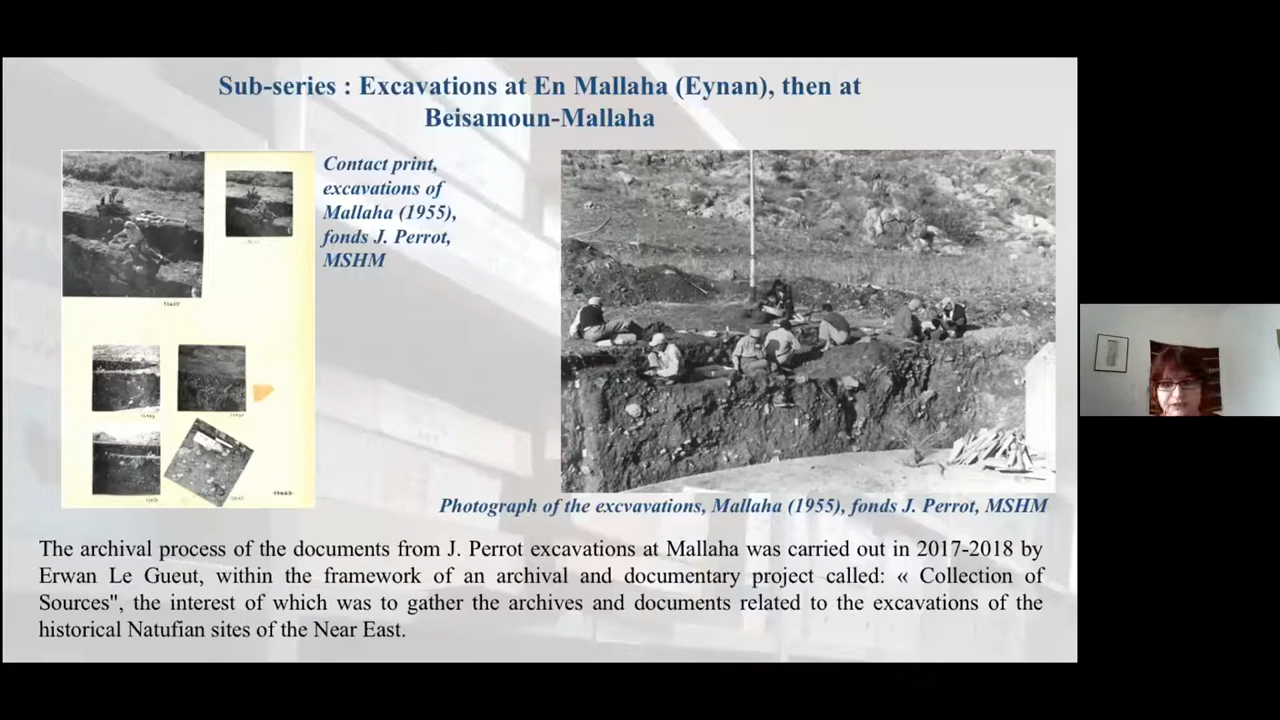 Sub-series : Excavations at En Mallaha (Eynan), then at
Beisamoun-Mallaha
Contact print,
excavations of
Mallaha (1955),
fonds J. Perrot,
MSHM
Photograph of the excvavations, Mallaha (1955), fonds J. Perrot, MSHM
The archival process of the documents from J. Perrot excavations at Mallaha was carried out in 2017-2018 by
Erwan Le Gueut, within the framework of an archival and documentary project called: « Collection of
Sources", the interest of which was to gather the archives and documents related to the excavations of the
historical Natufian sites of the Near East.